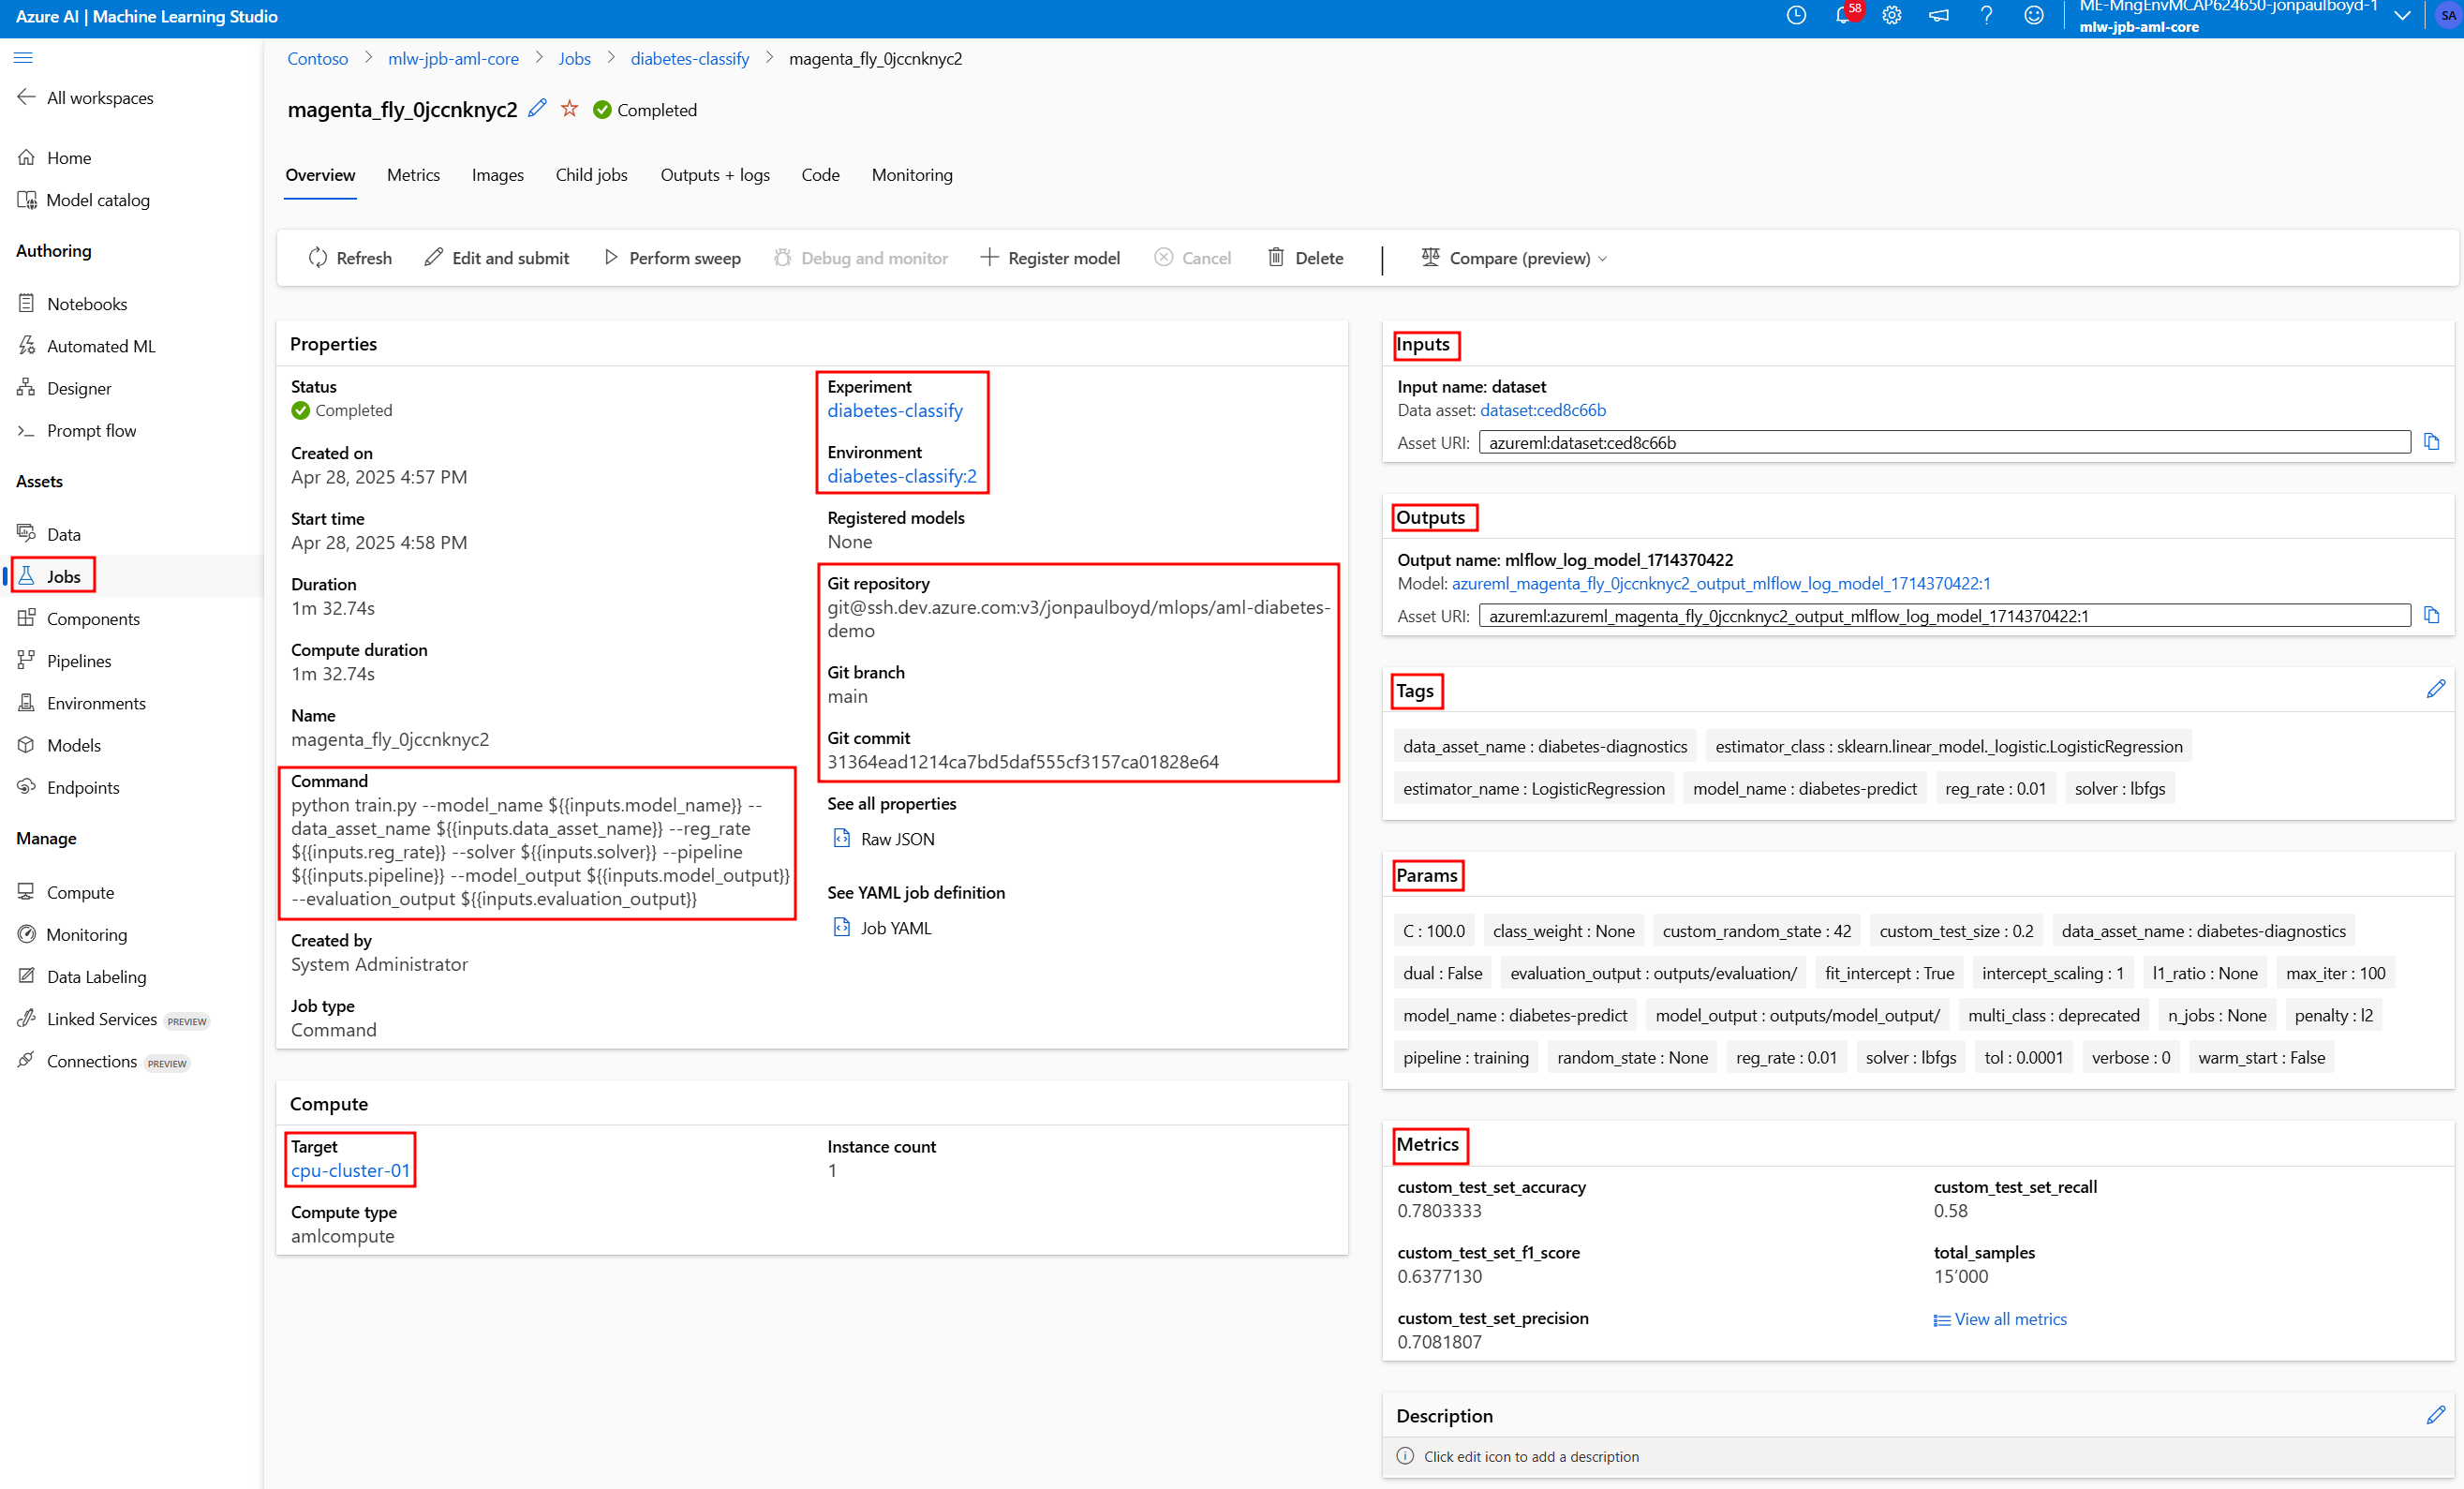 Azure AI | Machine Learning Studio
58
ME-MngEnvMCAP624650-jonpaulboyd-1
mlw-jpb-aml-core
SA
All workspaces
Home
Model catalog
Authoring
Notebooks
Automated ML
Designer
Prompt flow
Assets
Data
Jobs
Components
Pipelines
Environments
Models
Endpoints
Manage
Compute
Monitoring
Data Labeling
Linked Services PREVIEW
Connections PREVIEW
Contoso > mlw-jpb-aml-core > Jobs > diabetes-classify > magenta_fly_0jccnknyc2
magenta_fly_0jccnknyc2 Completed
Overview Metrics Images Child jobs Outputs + logs Code Monitoring
Refresh Edit and submit Perform sweep Debug and monitor Register model Cancel Delete Compare (preview)
Properties
Status
Completed
Created on
Apr 28, 2025 4:57 PM
Start time
Apr 28, 2025 4:58 PM
Duration
1m 32.74s
Compute duration
1m 32.74s
Name
magenta_fly_0jccnknyc2
Command
python train.py --model_name ${{inputs.model_name}} --
data_asset_name ${{inputs.data_asset_name}} --reg_rate
${{inputs.reg_rate}} --solver ${{inputs.solver}} --pipeline
${{inputs.pipeline}} --model_output ${{inputs.model_output}}
--evaluation_output ${{inputs.evaluation_output}}
Created by
System Administrator
Job type
Command
Experiment
diabetes-classify
Environment
diabetes-classify:2
Registered models
None
Git repository
git@ssh.dev.azure.com:v3/jonpaulboyd/mlops/aml-diabetes-
demo
Git branch
main
Git commit
31364ead1214ca7bd5daf555cf3157ca01828e64
See all properties
Raw JSON
See YAML job definition
Job YAML
Compute
Target
cpu-cluster-01
Compute type
amlcompute
Instance count
1
Inputs
Input name: dataset
Data asset: dataset:ced8c66b
Asset URI: azureml:dataset:ced8c66b
Outputs
Output name: mlflow_log_model_1714370422
Model: azureml_magenta_fly_0jccnknyc2_output_mlflow_log_model_1714370422:1
Asset URI: azureml:azureml_magenta_fly_0jccnknyc2_output_mlflow_log_model_1714370422:1
Tags
data_asset_name : diabetes-diagnostics estimator_class : sklearn.linear_model._logistic.LogisticRegression
estimator_name : LogisticRegression model_name : diabetes-predict reg_rate : 0.01 solver : lbfgs
Params
C : 100.0 class_weight : None custom_random_state : 42 custom_test_size : 0.2 data_asset_name : diabetes-diagnostics
dual : False evaluation_output : outputs/evaluation/ fit_intercept : True intercept_scaling : 1 l1_ratio : None max_iter : 100
model_name : diabetes-predict model_output : outputs/model_output/ multi_class : deprecated n_jobs : None penalty : l2
pipeline : training random_state : None reg_rate : 0.01 solver : lbfgs tol : 0.0001 verbose : 0 warm_start : False
Metrics
custom_test_set_accuracy
0.7803333
custom_test_set_f1_score
0.6377130
custom_test_set_precision
0.7081807
custom_test_set_recall
0.58
total_samples
15’000
View all metrics
Description
Click edit icon to add a description